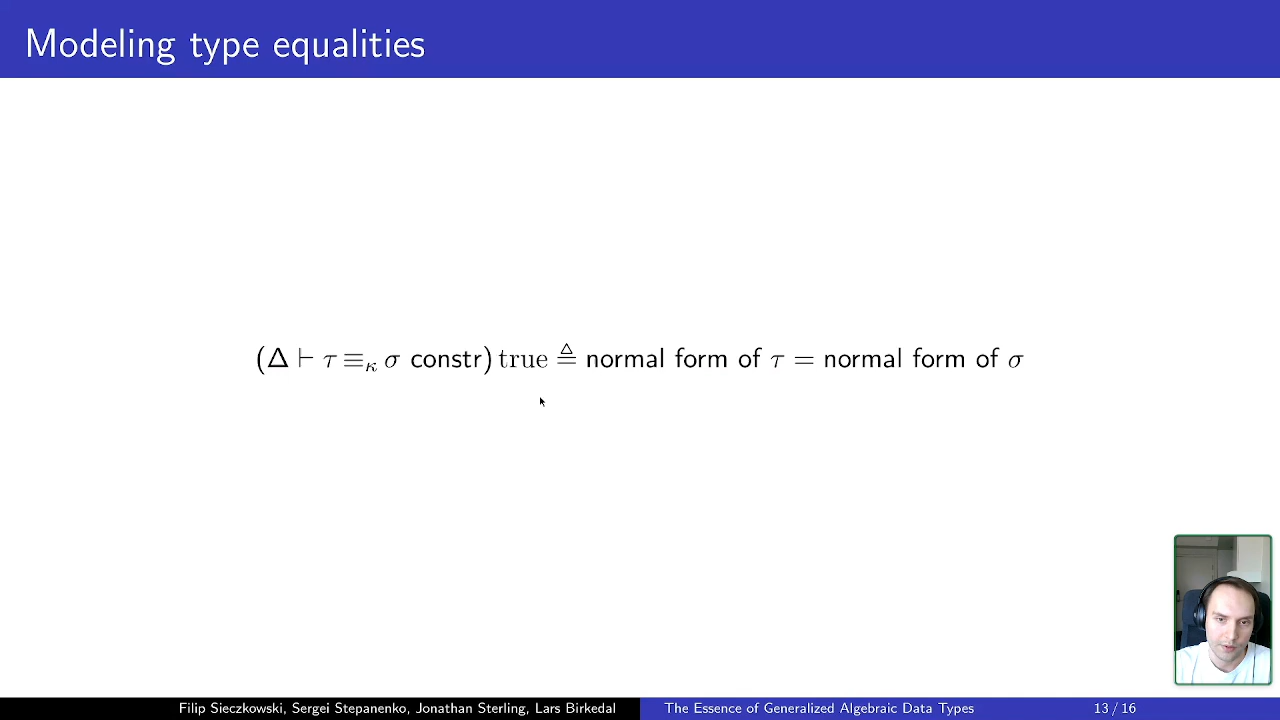 Modeling type equalities
(Δ ⊢ τ ≡κ σ constr) true ≜ normal form of τ = normal form of σ
Filip Sieczkowski, Sergei Stepanenko, Jonathan Sterling, Lars Birkedal
The Essence of Generalized Algebraic Data Types
13 / 16